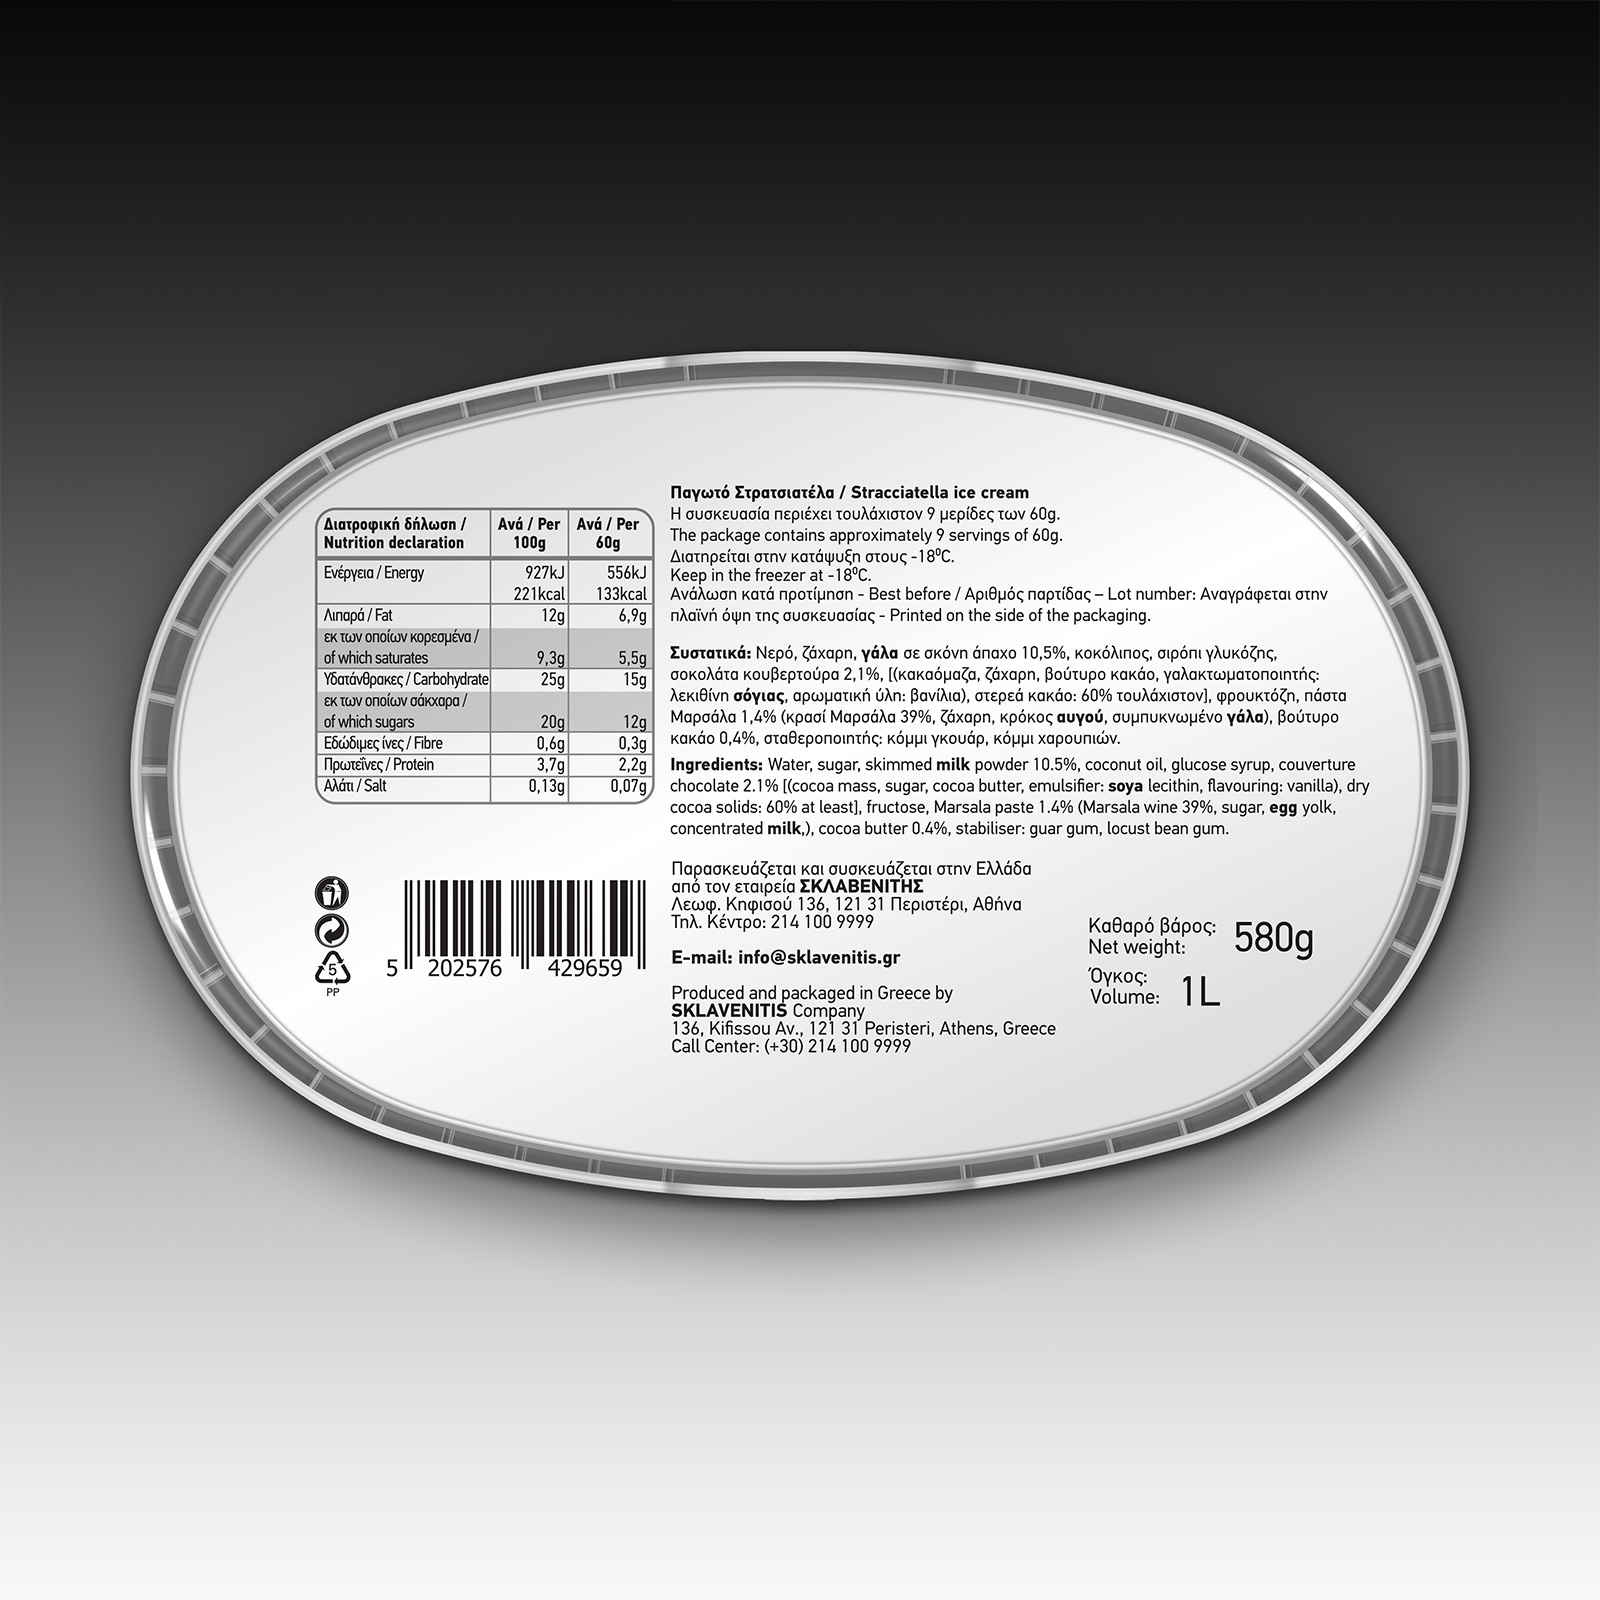 Παγωτό Στρατσιατέλα / Stracciatella ice cream
Η συσκευασία περιέχει τουλάχιστον 9 μερίδες των 60g.
The package contains approximately 9 servings of 60g.
Διατηρείται στην κατάψυξη στους -18⁰C.
Keep in the freezer at -18⁰C.
Ανάλωση κατά προτίμηση - Best before / Αριθμός παρτίδας – Lot number: Αναγράφεται στην
πλαϊνή όψη της συσκευασίας - Printed on the side of the packaging.
Διατροφική δήλωση / Ανά / Per Ανά / Per
Nutrition declaration 100g 60g
Ενέργεια / Energy 927kJ 556kJ
221kcal 133kcal
Λιπαρά / Fat 12g 6,9g
εκ των οποίων κορεσμένα /
of which saturates 9,3g 5,5g
Υδατάνθρακες / Carbohydrate 25g 15g
εκ των οποίων σάκχαρα /
of which sugars 20g 12g
Εδώδιμες ίνες / Fibre 0,6g 0,3g
Πρωτεΐνες / Protein 3,7g 2,2g
Αλάτι / Salt 0,13g 0,07g
Συστατικά: Νερό, ζάχαρη, γάλα σε σκόνη άπαχο 10,5%, κοκόλιπος, σιρόπι γλυκόζης,
σοκολάτα κουβερτούρα 2,1%, [(κακαόμαζα, ζάχαρη, βούτυρο κακάο, γαλακτωματοποιητής:
λεκιθίνη σόγιας, αρωματική ύλη: βανίλια), στερεά κακάο: 60% τουλάχιστον], φρουκτόζη, πάστα
Μαρσάλα 1,4% (κρασί Μαρσάλα 39%, ζάχαρη, κρόκος αυγού, συμπυκνωμένο γάλα), βούτυρο
κακάο 0,4%, σταθεροποιητής: κόμμι γκουάρ, κόμμι χαρουπιών.
Ingredients: Water, sugar, skimmed milk powder 10.5%, coconut oil, glucose syrup, couverture
chocolate 2.1% [(cocoa mass, sugar, cocoa butter, emulsifier: soya lecithin, flavouring: vanilla), dry
cocoa solids: 60% at least], fructose, Marsala paste 1.4% (Marsala wine 39%, sugar, egg yolk,
concentrated milk,), cocoa butter 0.4%, stabiliser: guar gum, locust bean gum.
Παρασκευάζεται και συσκευάζεται στην Ελλάδα
από τον εταιρεία ΣΚΛΑΒΕΝΙΤΗΣ
Λεωφ. Κηφισού 136, 121 31 Περιστέρι, Αθήνα
Τηλ. Κέντρο: 214 100 9999
E-mail: info@sklavenitis.gr
Produced and packaged in Greece by
SKLAVENITIS Company
136, Kifissou Av., 121 31 Peristeri, Athens, Greece
Call Center: (+30) 214 100 9999
Καθαρό βάρος:
Net weight: 580g
Όγκος:
Volume: 1L
5 202576 429659
5
PP